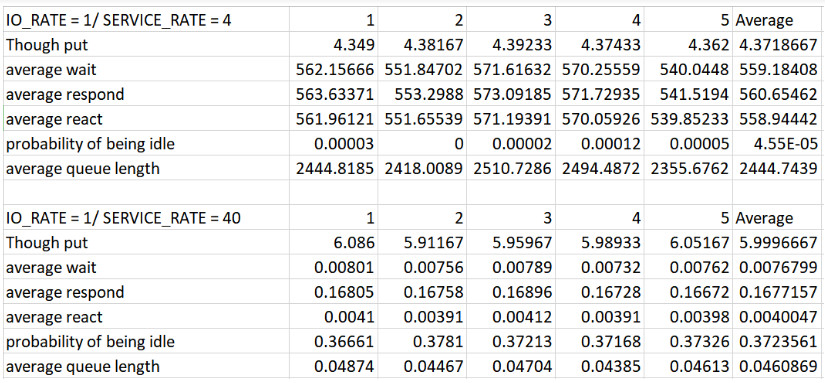 IO_RATE = 1/ SERVICE_RATE = 4 1 2 3 4 5 Average
Though put 4.349 4.38167 4.39233 4.37433 4.362 4.3718667
average wait 562.15666 551.84702 571.61632 570.25559 540.0448 559.18408
average respond 563.63371 553.2988 573.09185 571.72935 541.5194 560.65462
average react 561.96121 551.65539 571.19391 570.05926 539.85233 558.94442
probability of being idle 0.00003 0 0.00002 0.00012 0.00005 4.55E-05
average queue length 2444.8185 2418.0089 2510.7286 2494.4872 2355.6762 2444.7439
IO_RATE = 1/ SERVICE_RATE = 40 1 2 3 4 5 Average
Though put 6.086 5.91167 5.95967 5.98933 6.05167 5.9996667
average wait 0.00801 0.00756 0.00789 0.00732 0.00762 0.0076799
average respond 0.16805 0.16758 0.16896 0.16728 0.16672 0.1677157
average react 0.0041 0.00391 0.00412 0.00391 0.00398 0.0040047
probability of being idle 0.36661 0.3781 0.37213 0.37168 0.37326 0.3723561
average queue length 0.04874 0.04467 0.04704 0.04385 0.04613 0.0460869